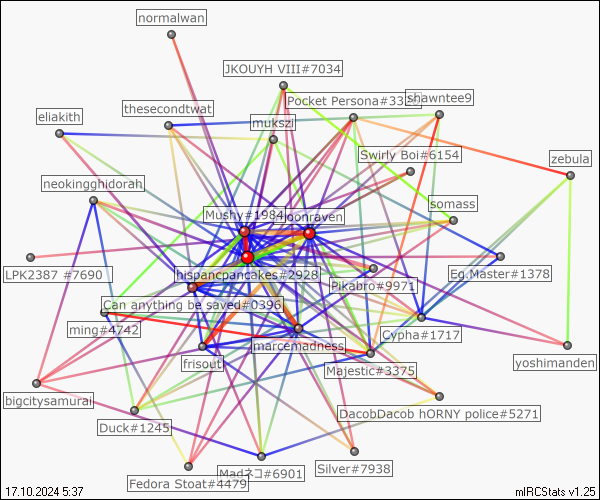 normalwan
JKOUYH VIII#7034
Pocket Persona#332
shawntee9
thesecondtwat
eliakith
mukszi
Swirly Boi#6154
zebula
neokingghidorah
somass
Mushy#1984
oonraven
LPK2387 #7690
hispancpancakes#2928
Eg.Master#1378
Pikabro#9971
Can anything be saved#0396
ming#4742
Cypha#1717
marcemadness
yoshimanden
frisout
Majestic#3375
bigcitysamurai
DacobDacob hORNY police#5271
Duck#1245
Silver#7938
Madネコ#6901
Fedora Stoat#4479
17.10.2024 5:37
mIRCStats v1.25